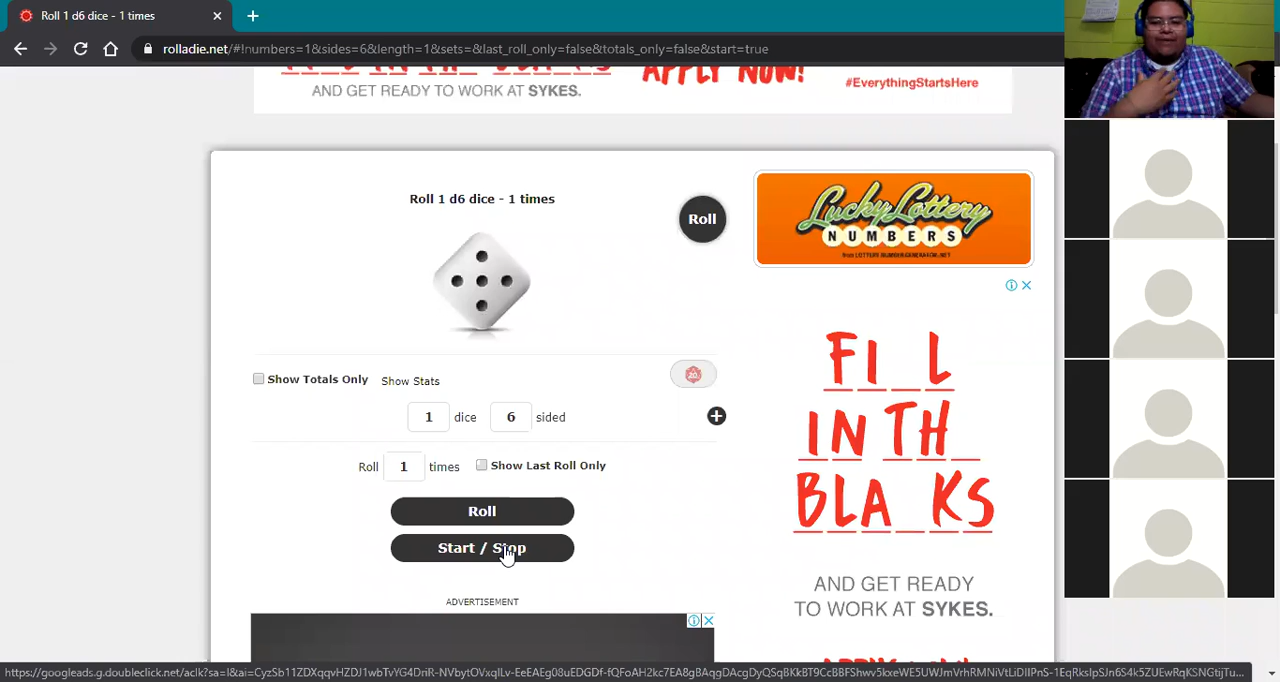 Roll 1 d6 dice - 1 times
rolladie.net/#!numbers=1&sides=6&length=1&sets=&last_roll_only=false&totals_only=false&start=true
APPLY NOW!
AND GET READY TO WORK AT SYKES.
#EverythingStartsHere
Roll 1 d6 dice - 1 times
Roll
Lucky Lottery
NUMBERS
Show Totals Only Show Stats
20
1 dice 6 sided
Roll 1 times Show Last Roll Only
Roll
Start / Stop
FI L
IN TH
BLA KS
AND GET READY
TO WORK AT SYKES.
ADVERTISEMENT